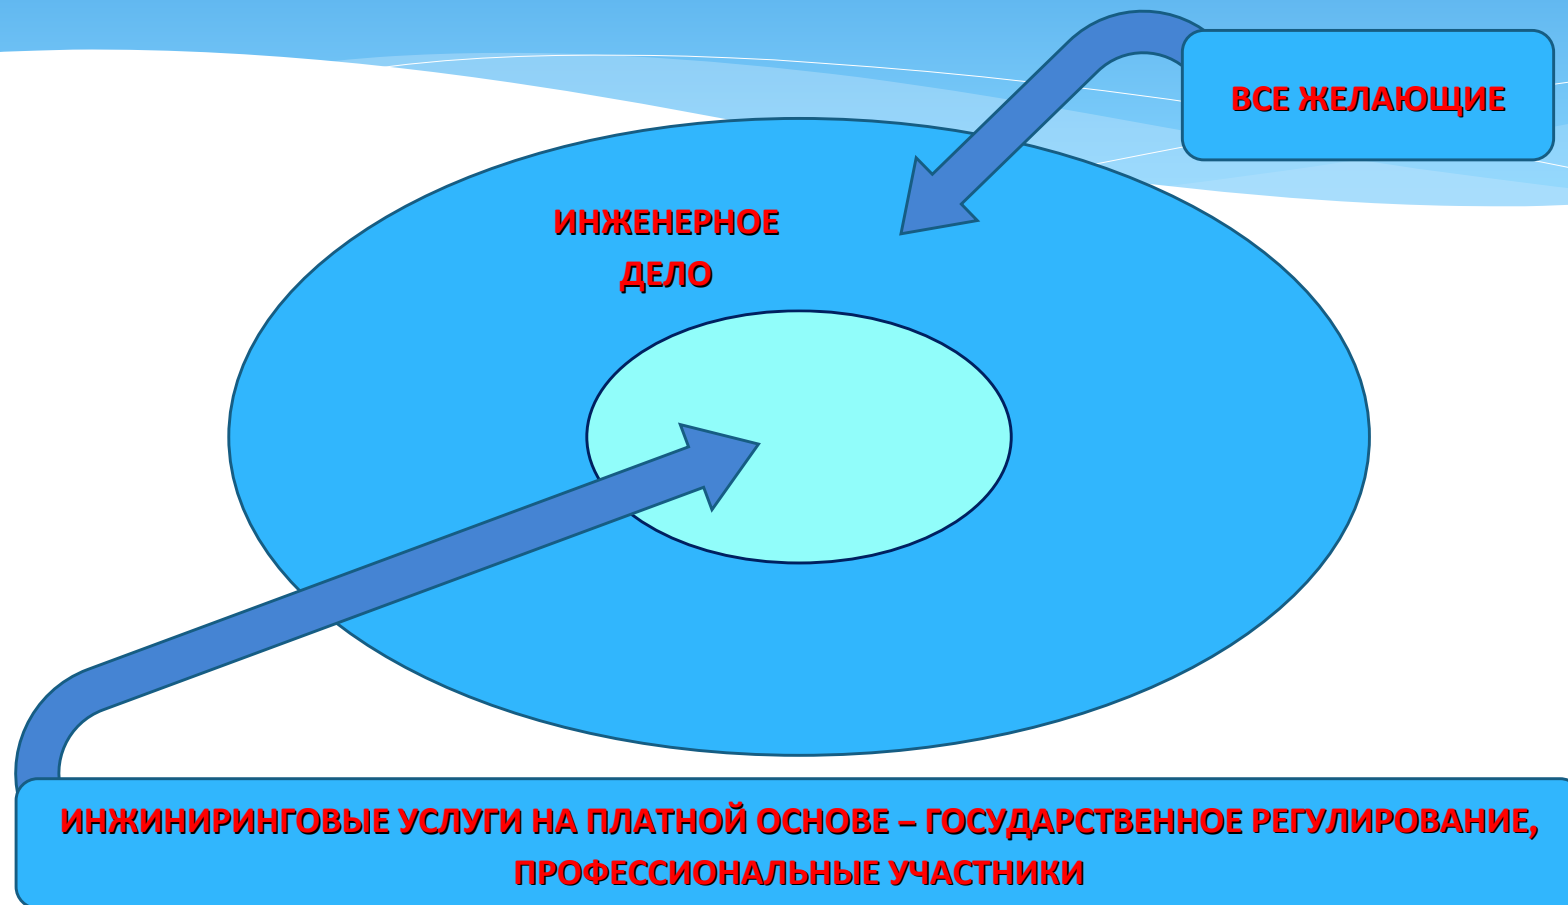 ВСЕ ЖЕЛАЮЩИЕ
ИНЖЕНЕРНОЕ
ДЕЛО
ИНЖИНИРИНГОВЫЕ УСЛУГИ НА ПЛАТНОЙ ОСНОВЕ – ГОСУДАРСТВЕННОЕ РЕГУЛИРОВАНИЕ,
ПРОФЕССИОНАЛЬНЫЕ УЧАСТНИКИ